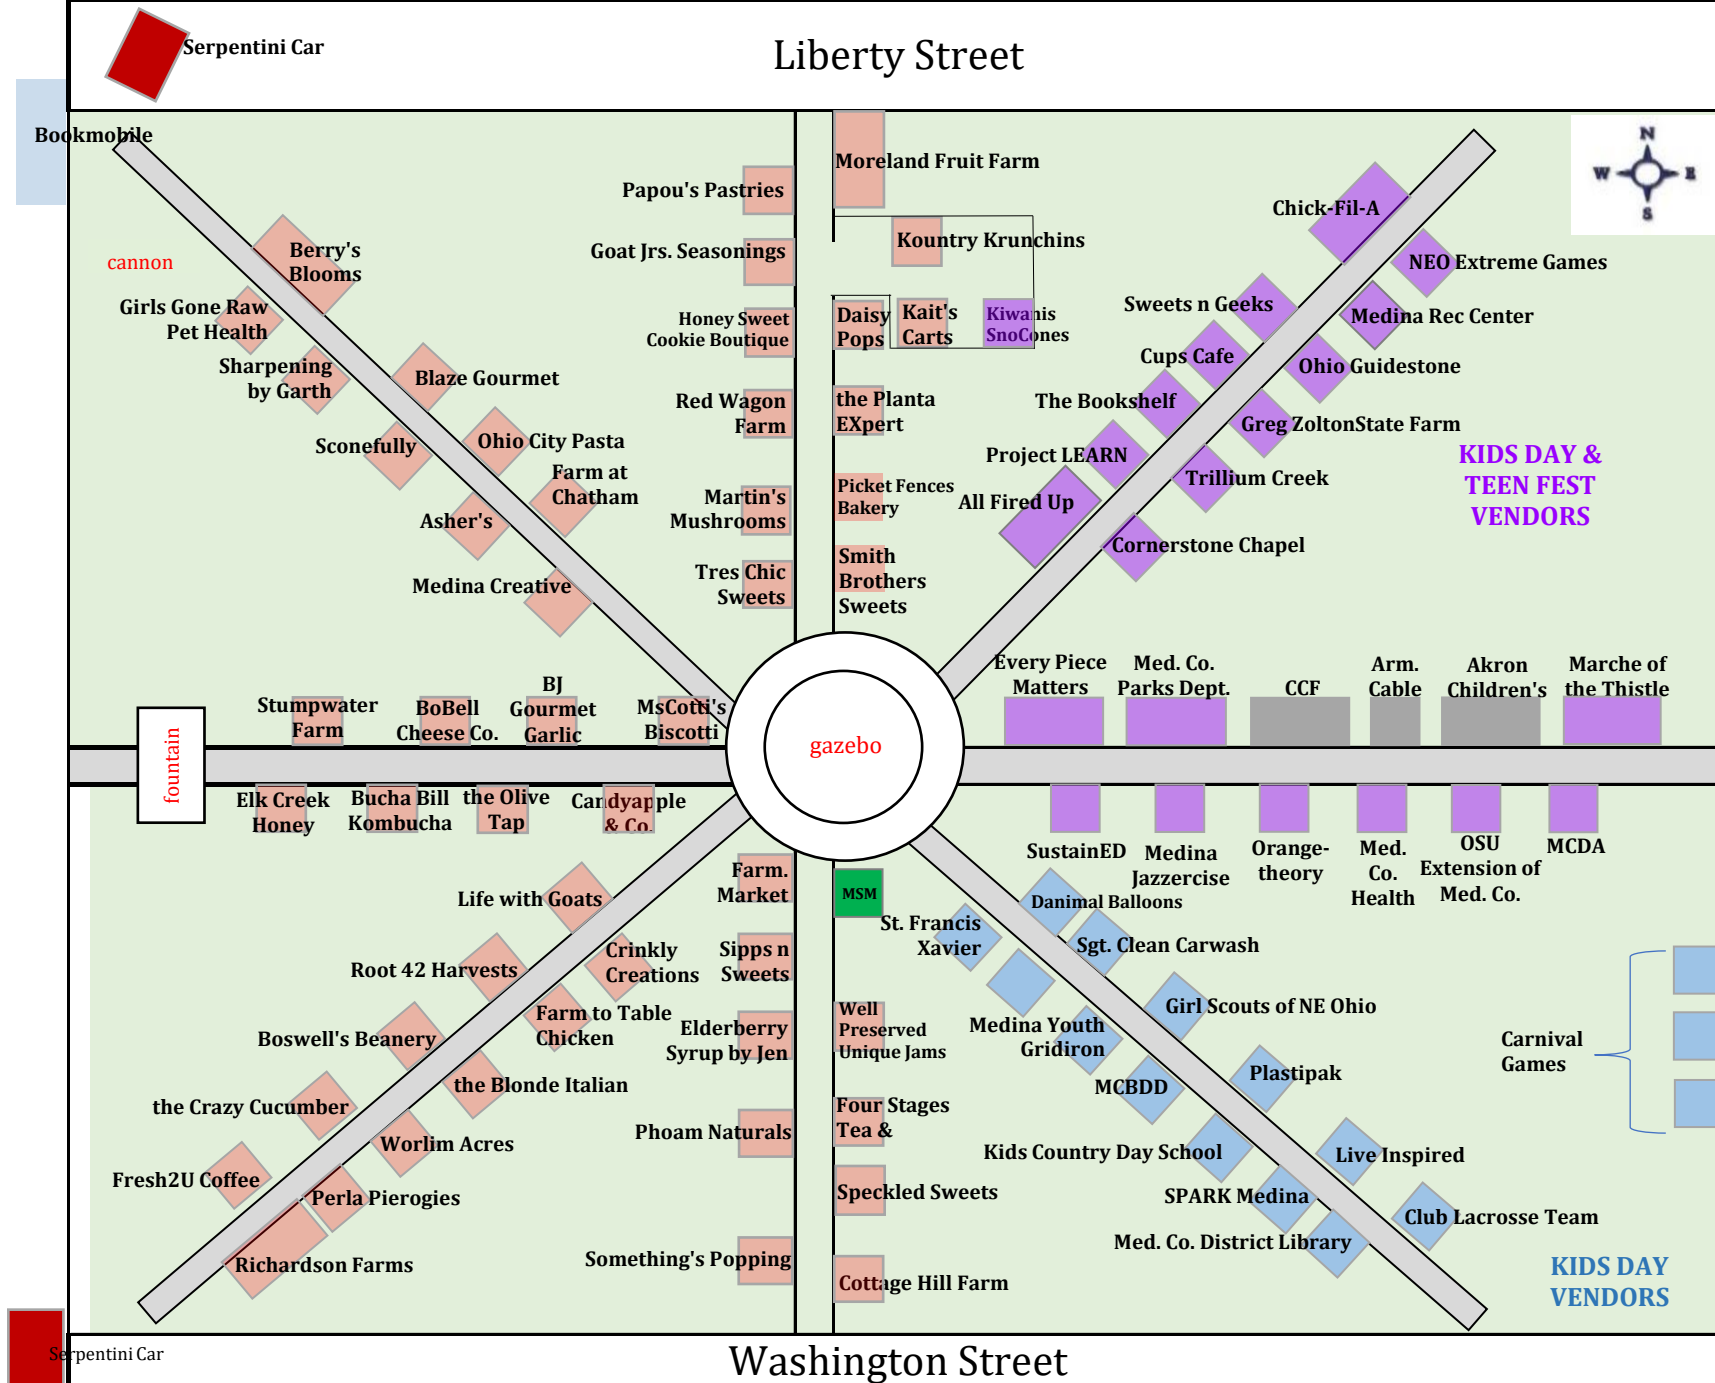 Serpentini Car
Liberty Street
Bookmobile
N
W
E
S
cannon
Berry's
Blooms
Girls Gone Raw
Pet Health
Sharpening
by Garth
Blaze Gourmet
Sconefully
Ohio City Pasta
Farm at
Chatham
Asher's
Medina Creative
Papou's Pastries
Goat Jrs. Seasonings
Honey Sweet
Cookie Boutique
Red Wagon
Farm
Martin's
Mushrooms
Tres Chic
Sweets
Moreland Fruit Farm
Kountry Krunchins
Daisy
Pops
Kait's
Carts
Kiwanis
SnoCones
the Planta
EXpert
Picket Fences
Bakery
Smith
Brothers
Sweets
Chick-Fil-A
NEO Extreme Games
Sweets n Geeks
Medina Rec Center
Cups Cafe
Ohio Guidestone
The Bookshelf
Greg ZoltonState Farm
Project LEARN
Trillium Creek
All Fired Up
Cornerstone Chapel
KIDS DAY &
TEEN FEST
VENDORS
Stumpwater
Farm
BoBell
Cheese Co.
BJ
Gourmet
Garlic
MsCotti's
Biscotti
fountain
gazebo
Every Piece
Matters
Med. Co.
Parks Dept.
CCF
Arm.
Cable
Akron
Children's
Marche of
the Thistle
Elk Creek
Honey
Bucha Bill
Kombucha
the Olive
Tap
Candyapple
& Co.
SustainED
Medina
Jazzercise
Orange-
theory
Med.
Co.
Health
OSU
Extension of
Med. Co.
MCDA
Life with Goats
Root 42 Harvests
Crinkly
Creations
Boswell's Beanery
Farm to Table
Chicken
the Crazy Cucumber
the Blonde Italian
Worlim Acres
Fresh2U Coffee
Perla Pierogies
Richardson Farms
Farm.
Market
Sipps n
Sweets
Elderberry
Syrup by Jen
Phoam Naturals
Something's Popping
MSM
Well
Preserved
Unique Jams
Four Stages
Tea &
Speckled Sweets
Cottage Hill Farm
Danimal Balloons
St. Francis
Xavier
Sgt. Clean Carwash
Girl Scouts of NE Ohio
Medina Youth
Gridiron
Plastipak
MCBDD
Kids Country Day School
Live Inspired
SPARK Medina
Club Lacrosse Team
Med. Co. District Library
Carnival
Games
KIDS DAY
VENDORS
Serpentini Car
Washington Street